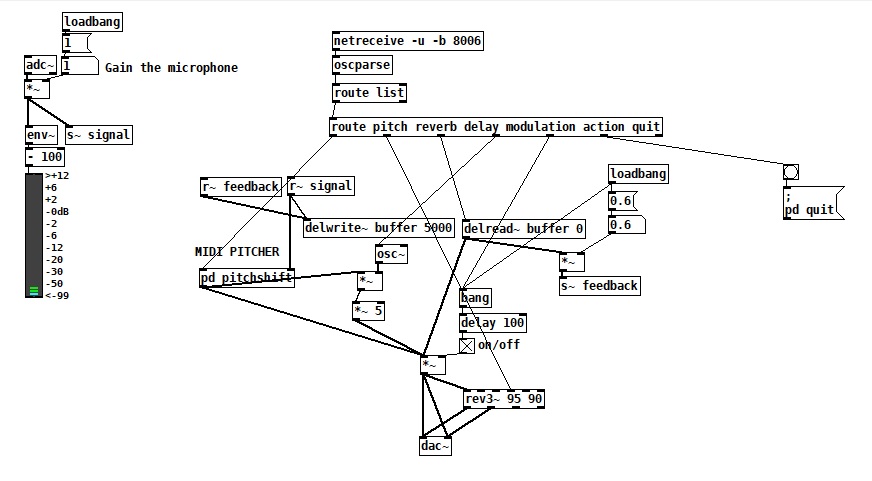 loadbang
1
adc~
1
Gain the microphone
*~
env~
s~ signal
- 100
>+12
+6
+2
-0dB
-2
-6
-12
-20
-30
-50
<-99
netreceive -u -b 8006
oscparse
route list
route pitch reverb delay modulation action quit
r~ feedback
r~ signal
delwrite~ buffer 5000
delread~ buffer 0
loadbang
0.6
0.6
;
pd quit
MIDI PITCHER
osc~
pd pitchshift
*~
*~
s~ feedback
*~ 5
bang
delay 100
on/off
*~
rev3~ 95 90
dac~